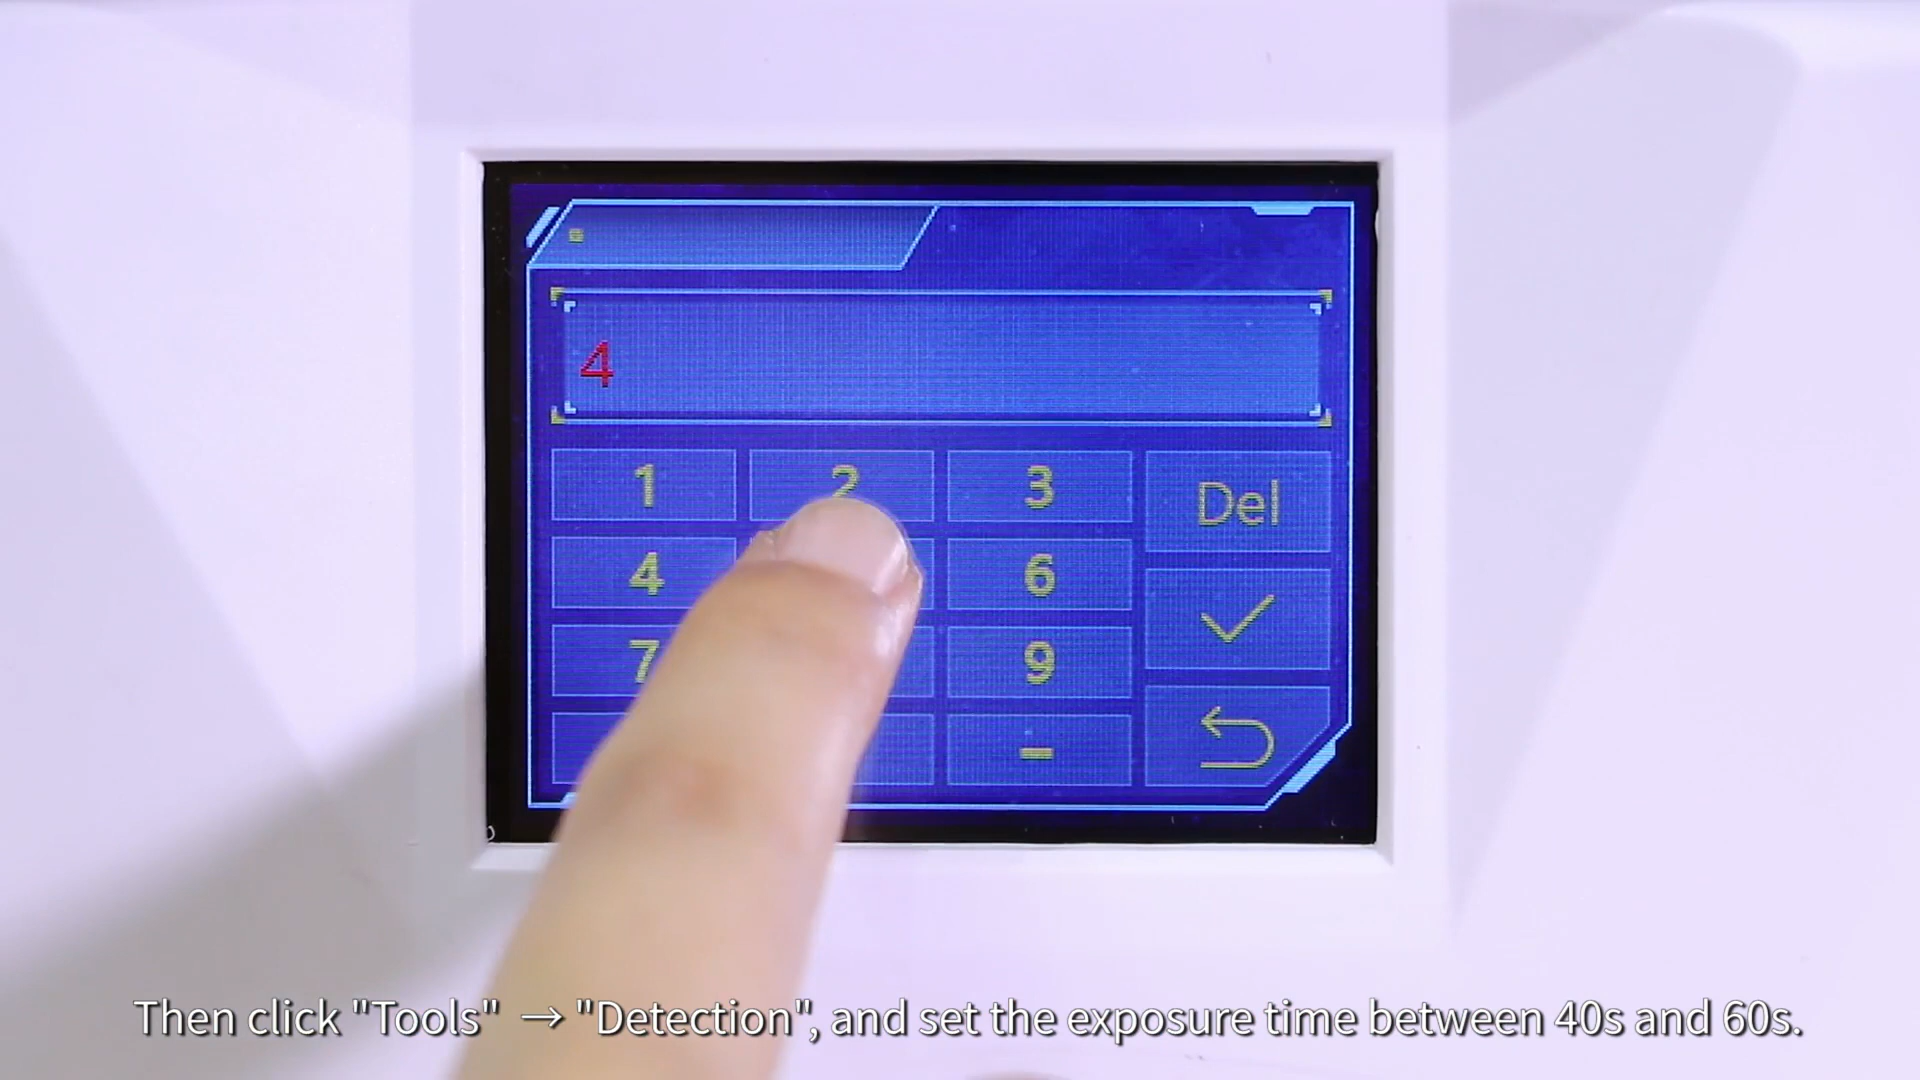 4
1 2 3 Del
4 6
7 9
-
Then click "Tools" → "Detection", and set the exposure time between 40s and 60s.